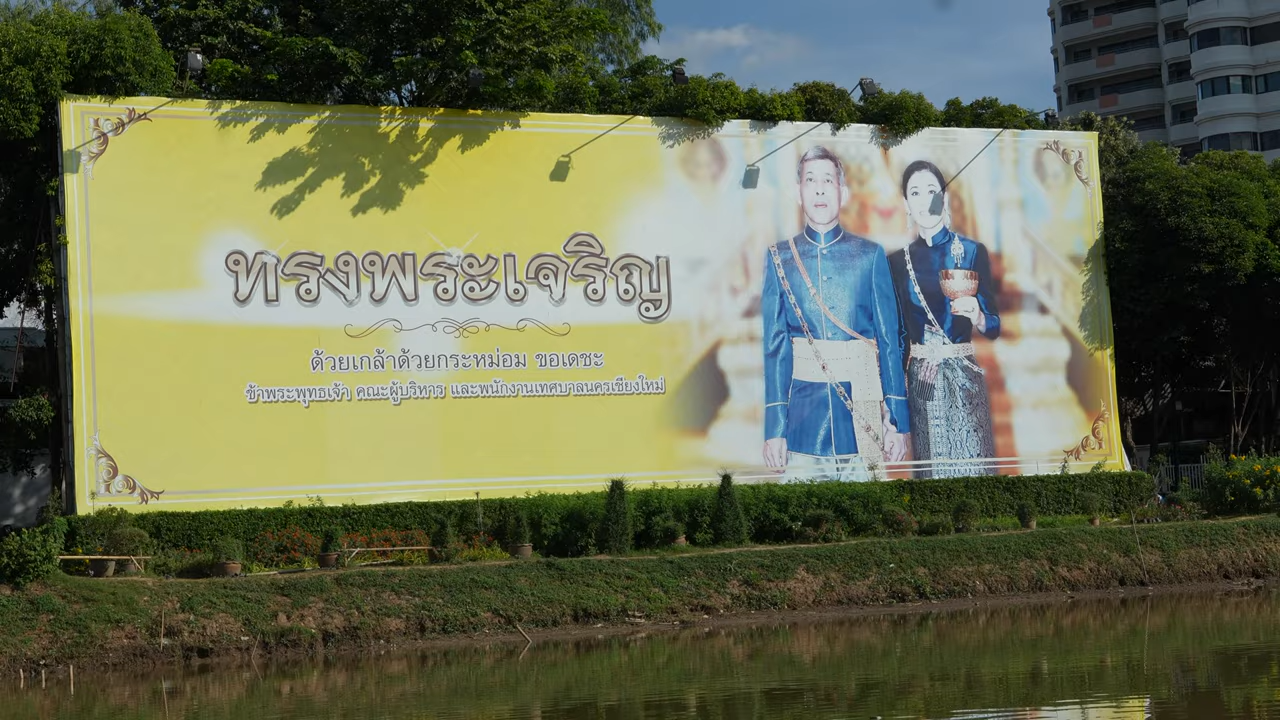 ทรงพระเจริญ
ด้วยเกล้าด้วยกระหม่อม ขอเดชะ
ข้าพระพุทธเจ้า คณะผู้บริหาร และพนักงานเทศบาลนครเชียงใหม่